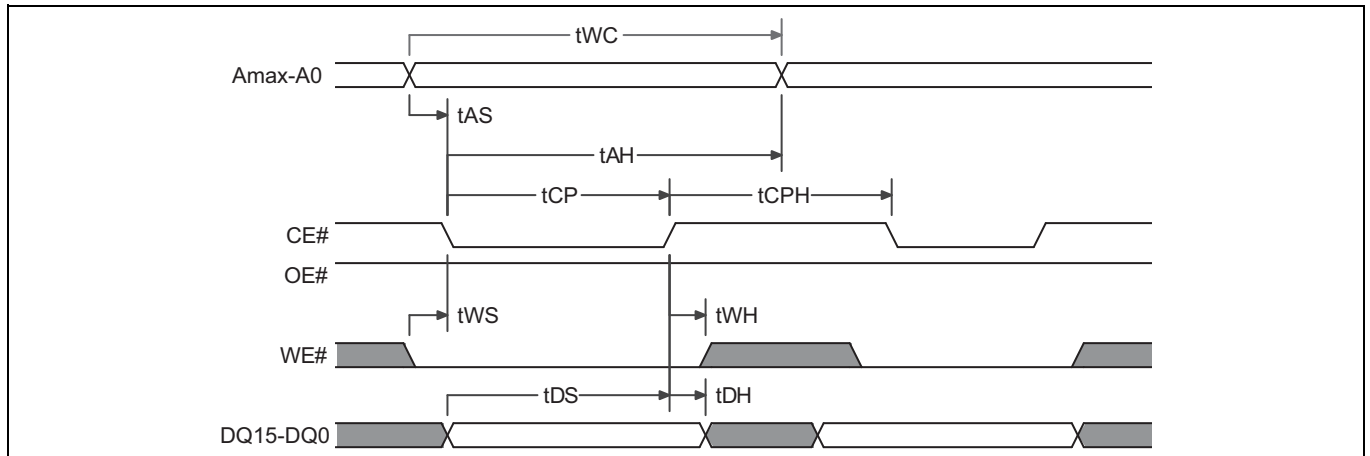 tWC
Amax-A0
tAS
tAH
tCP tCPH
CE#
OE#
tWS tWH
WE#
tDS tDH
DQ15-DQ0